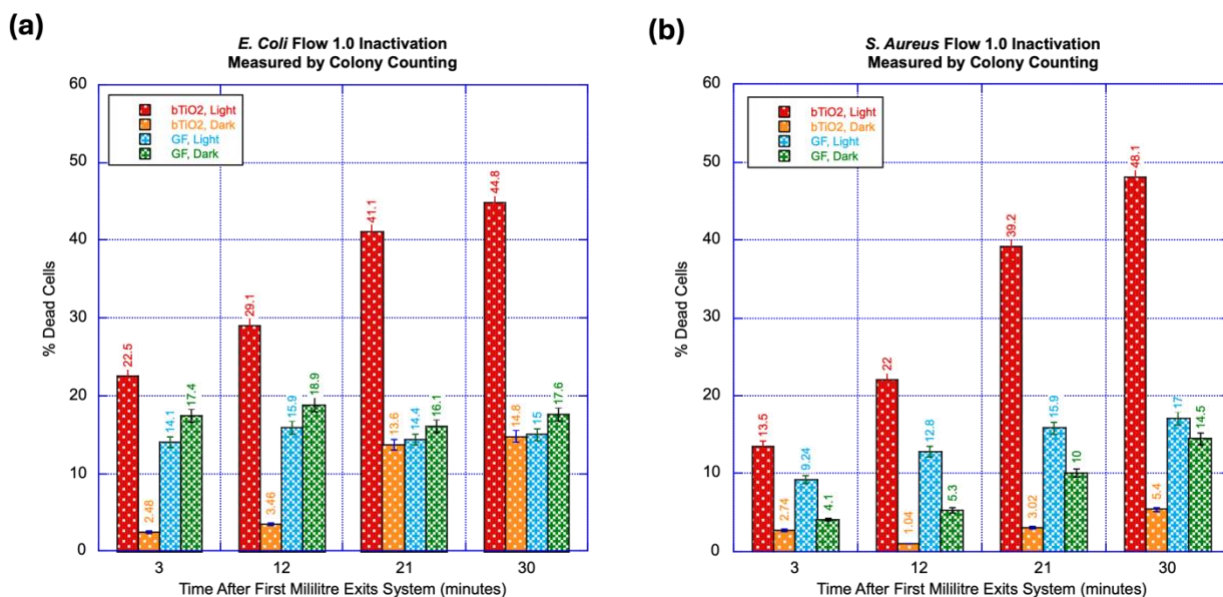 (a)
E. Coli Flow 1.0 Inactivation
Measured by Colony Counting
60
50
40
30
20
10
0
% Dead Cells
bTiO2, Light
bTiO2, Dark
GF, Light
GF, Dark
22.5
2.48
14.1
17.4
29.1
3.46
15.9
18.9
41.1
13.6
14.4
16.1
44.8
14.8
15
17.6
3 12 21 30
Time After First Mililitre Exits System (minutes)
(b)
S. Aureus Flow 1.0 Inactivation
Measured by Colony Counting
60
50
40
30
20
10
0
% Dead Cells
bTiO2, Light
bTiO2, Dark
GF, Light
GF, Dark
13.5
2.74
9.24
4.1
22
1.04
12.8
5.3
39.2
3.02
15.9
10
48.1
5.4
17
14.5
3 12 21 30
Time After First Mililitre Exits System (minutes)